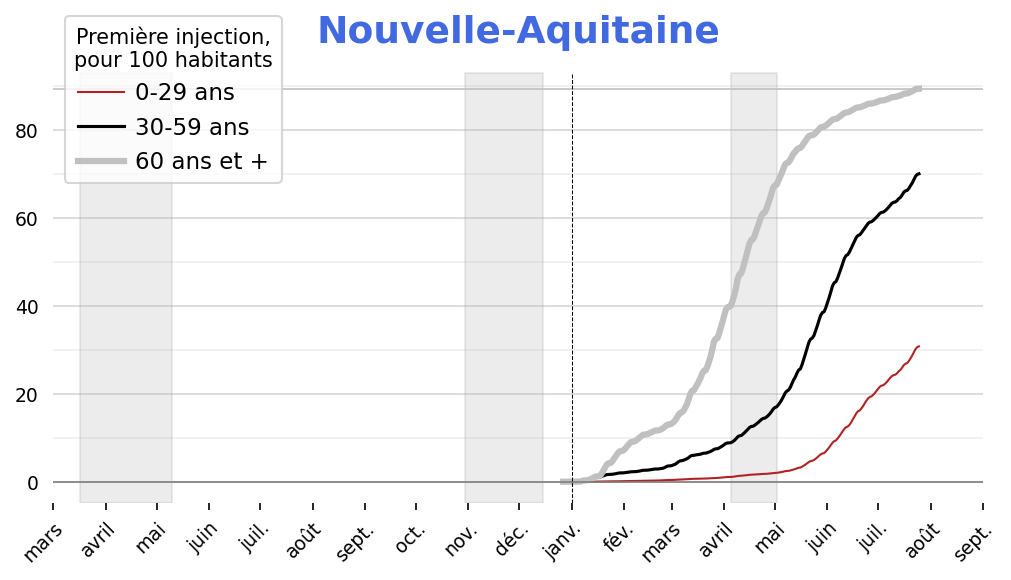 Nouvelle-Aquitaine
Première injection,
pour 100 habitants
0-29 ans
30-59 ans
60 ans et +
80
60
40
20
0
mars avril mai juin juil. août sept. oct. nov. déc. janv. fév. mars avril mai juin juil. août sept.